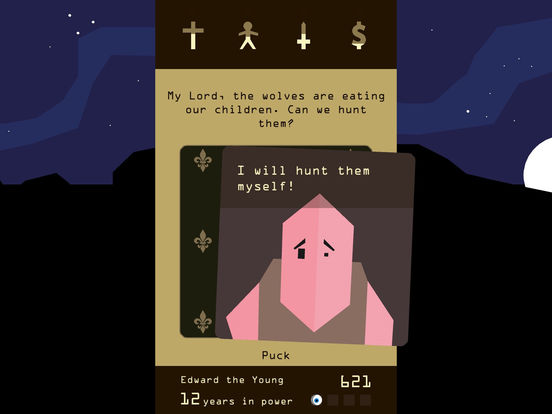 My Lord, the wolves are eating
our children. Can we hunt
them?
I will hunt them
myself!
Puck
Edward the Young
621
12 years in power